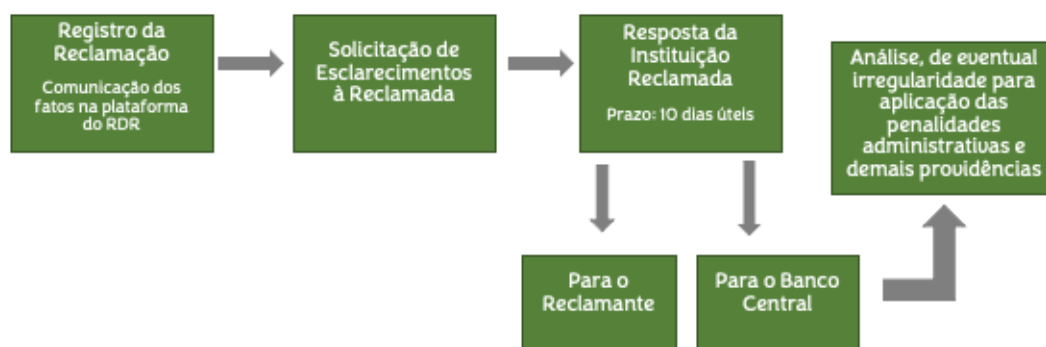 Registro da
Reclamação
Comunicação dos
fatos na plataforma
do RDR
Solicitação de
Esclarecimentos
à Reclamada
Resposta da
Instituição
Reclamada
Prazo: 10 dias úteis
Análise, de eventual
irregularidade para
aplicação das
penalidades
administrativas e
demais providências
Para o
Reclamante
Para o Banco
Central